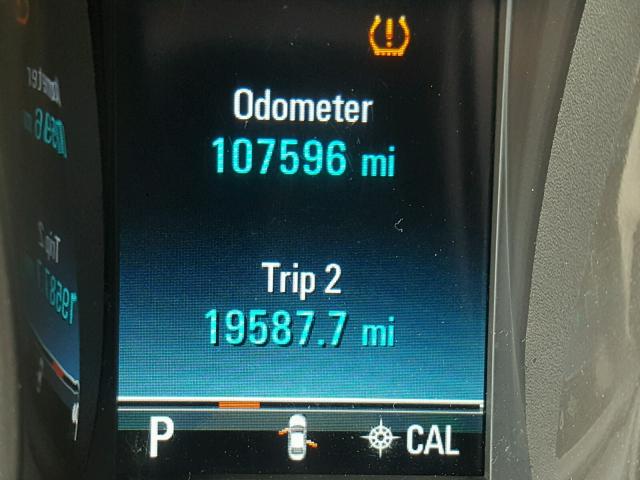 Odometer
107596 mi
Trip 2
19587.7 mi
P CAL